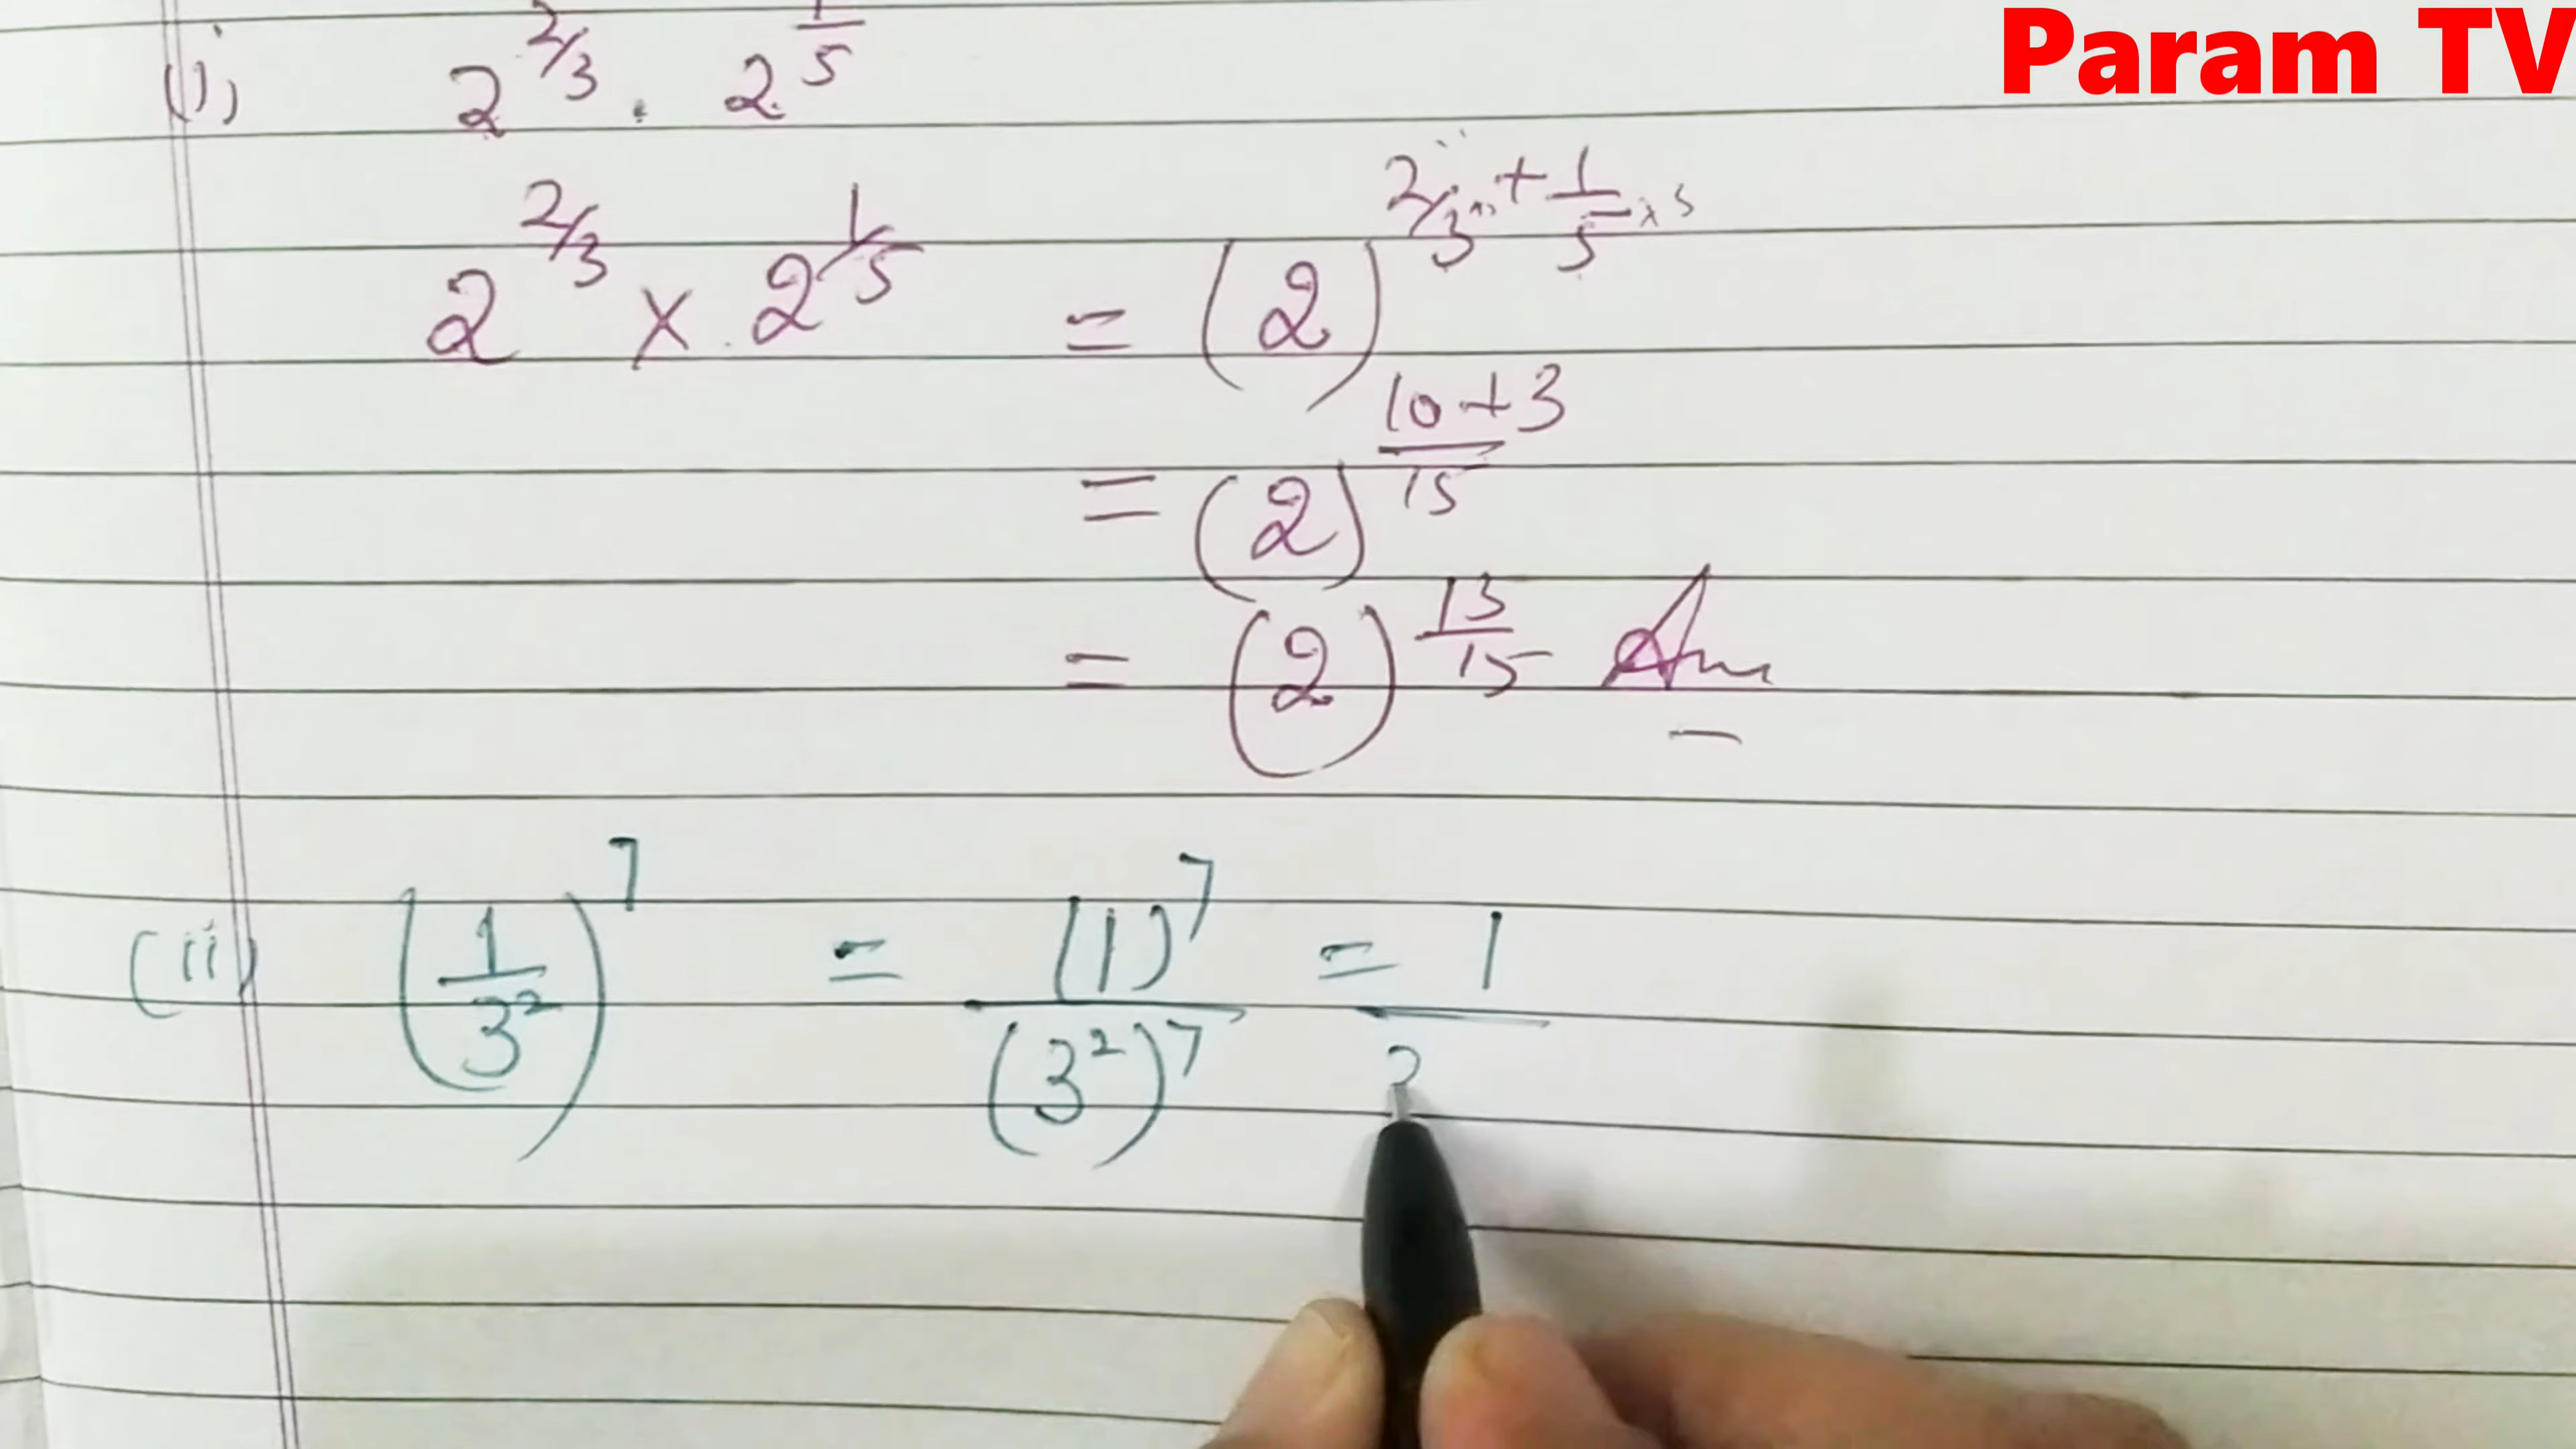 Param TV
(i) 2^2/3 . 2^1/5
2^2/3 × 2^1/5 = (2)^2/3 + 1/5 ×3
= (2)^10+3/15
= (2)^13/15 Ans
(ii) (1/3²)^7 = (1)^7/(3²)^7 = 1/